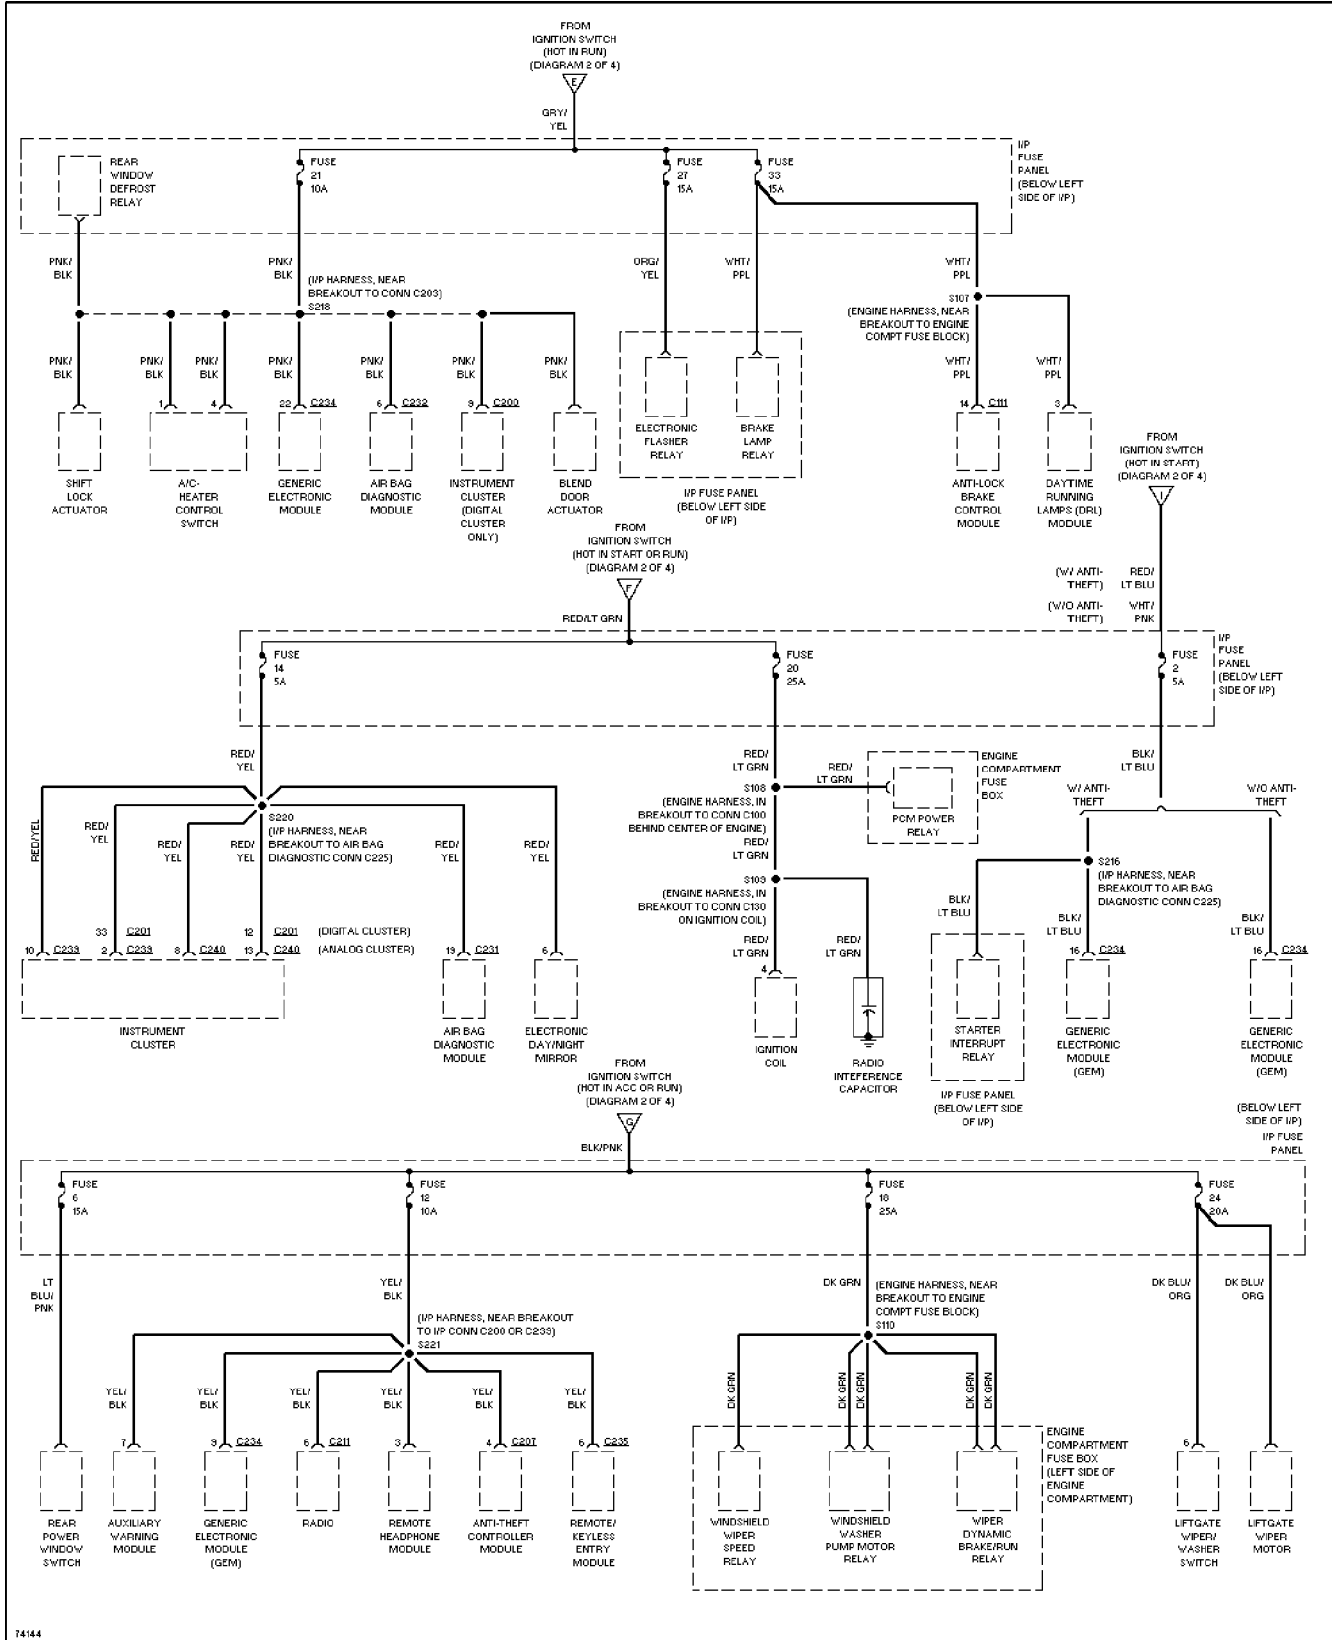 FROM
IGNITION SWITCH
(HOT IN RUN)
(DIAGRAM 2 OF 4)
E
GRY/
YEL
REAR
WINDOW
DEFROST
RELAY
FUSE
21
10A
FUSE
27
15A
FUSE
33
15A
I/P
FUSE
PANEL
(BELOW LEFT
SIDE OF I/P)
PNK/
BLK
PNK/
BLK
(I/P HARNESS, NEAR
BREAKOUT TO CONN C203)
S218
ORG/
YEL
WHT/
PPL
WHT/
PPL
S107
(ENGINE HARNESS, NEAR
BREAKOUT TO ENGINE
COMPT FUSE BLOCK)
PNK/
BLK
PNK/
BLK
PNK/
BLK
PNK/
BLK
PNK/
BLK
PNK/
BLK
PNK/
BLK
WHT/
PPL
WHT/
PPL
1
4
22 C234
6 C232
9 C200
14 C111
3
SHIFT
LOCK
ACTUATOR
A/C-
HEATER
CONTROL
SWITCH
GENERIC
ELECTRONIC
MODULE
AIR BAG
DIAGNOSTIC
MODULE
INSTRUMENT
CLUSTER
(DIGITAL
CLUSTER
ONLY)
BLEND
DOOR
ACTUATOR
ELECTRONIC
FLASHER
RELAY
BRAKE
LAMP
RELAY
I/P FUSE PANEL
(BELOW LEFT SIDE
OF I/P)
ANTI-LOCK
BRAKE
CONTROL
MODULE
DAYTIME
RUNNING
LAMPS (DRL)
MODULE
FROM
IGNITION SWITCH
(HOT IN START)
(DIAGRAM 2 OF 4)
I
FROM
IGNITION SWITCH
(HOT IN START OR RUN)
(DIAGRAM 2 OF 4)
F
RED/LT GRN
(W/ ANTI-
THEFT)
RED/
LT BLU
(W/O ANTI-
THEFT)
WHT/
PNK
FUSE
14
5A
FUSE
20
25A
FUSE
2
5A
I/P
FUSE
PANEL
(BELOW LEFT
SIDE OF I/P)
RED/
YEL
RED/
LT GRN
S108
(ENGINE HARNESS, IN
BREAKOUT TO CONN C100
BEHIND CENTER OF ENGINE)
RED/
LT GRN
RED/
LT GRN
PCM POWER
RELAY
ENGINE
COMPARTMENT
FUSE
BOX
BLK/
LT BLU
W/ ANTI-
THEFT
W/O ANTI-
THEFT
S220
(I/P HARNESS, NEAR
BREAKOUT TO AIR BAG
DIAGNOSTIC CONN C225)
RED/YEL
RED/
YEL
RED/
YEL
RED/
YEL
RED/
YEL
RED/
YEL
S109
(ENGINE HARNESS, IN
BREAKOUT TO CONN C130
ON IGNITION COIL)
S216
(I/P HARNESS, NEAR
BREAKOUT TO AIR BAG
DIAGNOSTIC CONN C225)
BLK/
LT BLU
BLK/
LT BLU
BLK/
LT BLU
RED/
LT GRN
RED/
LT GRN
33 C201
12 C201 (DIGITAL CLUSTER)
10 C239
2 C239
8 C240
13 C240 (ANALOG CLUSTER)
19 C231
6
4
16 C234
16 C234
INSTRUMENT
CLUSTER
AIR BAG
DIAGNOSTIC
MODULE
ELECTRONIC
DAY/NIGHT
MIRROR
IGNITION
COIL
RADIO
INTEFERENCE
CAPACITOR
STARTER
INTERRUPT
RELAY
I/P FUSE PANEL
(BELOW LEFT SIDE
OF I/P)
GENERIC
ELECTRONIC
MODULE
(GEM)
GENERIC
ELECTRONIC
MODULE
(GEM)
FROM
IGNITION SWITCH
(HOT IN ACC OR RUN)
(DIAGRAM 2 OF 4)
G
BLK/PNK
(BELOW LEFT
SIDE OF I/P)
I/P FUSE
PANEL
FUSE
6
15A
FUSE
12
10A
FUSE
18
25A
FUSE
24
20A
LT
BLU/
PNK
YEL/
BLK
(I/P HARNESS, NEAR BREAKOUT
TO I/P CONN C200 OR C239)
S221
DK GRN
(ENGINE HARNESS, NEAR
BREAKOUT TO ENGINE
COMPT FUSE BLOCK)
S110
DK BLU/
ORG
DK BLU/
ORG
YEL/
BLK
YEL/
BLK
YEL/
BLK
YEL/
BLK
YEL/
BLK
YEL/
BLK
DK GRN
DK GRN
DK GRN
DK GRN
DK GRN
7
9 C234
6 C211
3
4 C207
6 C235
6
ENGINE
COMPARTMENT
FUSE BOX
(LEFT SIDE OF
ENGINE
COMPARTMENT)
REAR
POWER
WINDOW
SWITCH
AUXILIARY
WARNING
MODULE
GENERIC
ELECTRONIC
MODULE
(GEM)
RADIO
REMOTE
HEADPHONE
MODULE
ANTI-THEFT
CONTROLLER
MODULE
REMOTE/
KEYLESS
ENTRY
MODULE
WINDSHIELD
WIPER
SPEED
RELAY
WINDSHIELD
WASHER
PUMP MOTOR
RELAY
WIPER
DYNAMIC
BRAKE/RUN
RELAY
LIFTGATE
WIPER/
WASHER
SWITCH
LIFTGATE
WIPER
MOTOR
74144